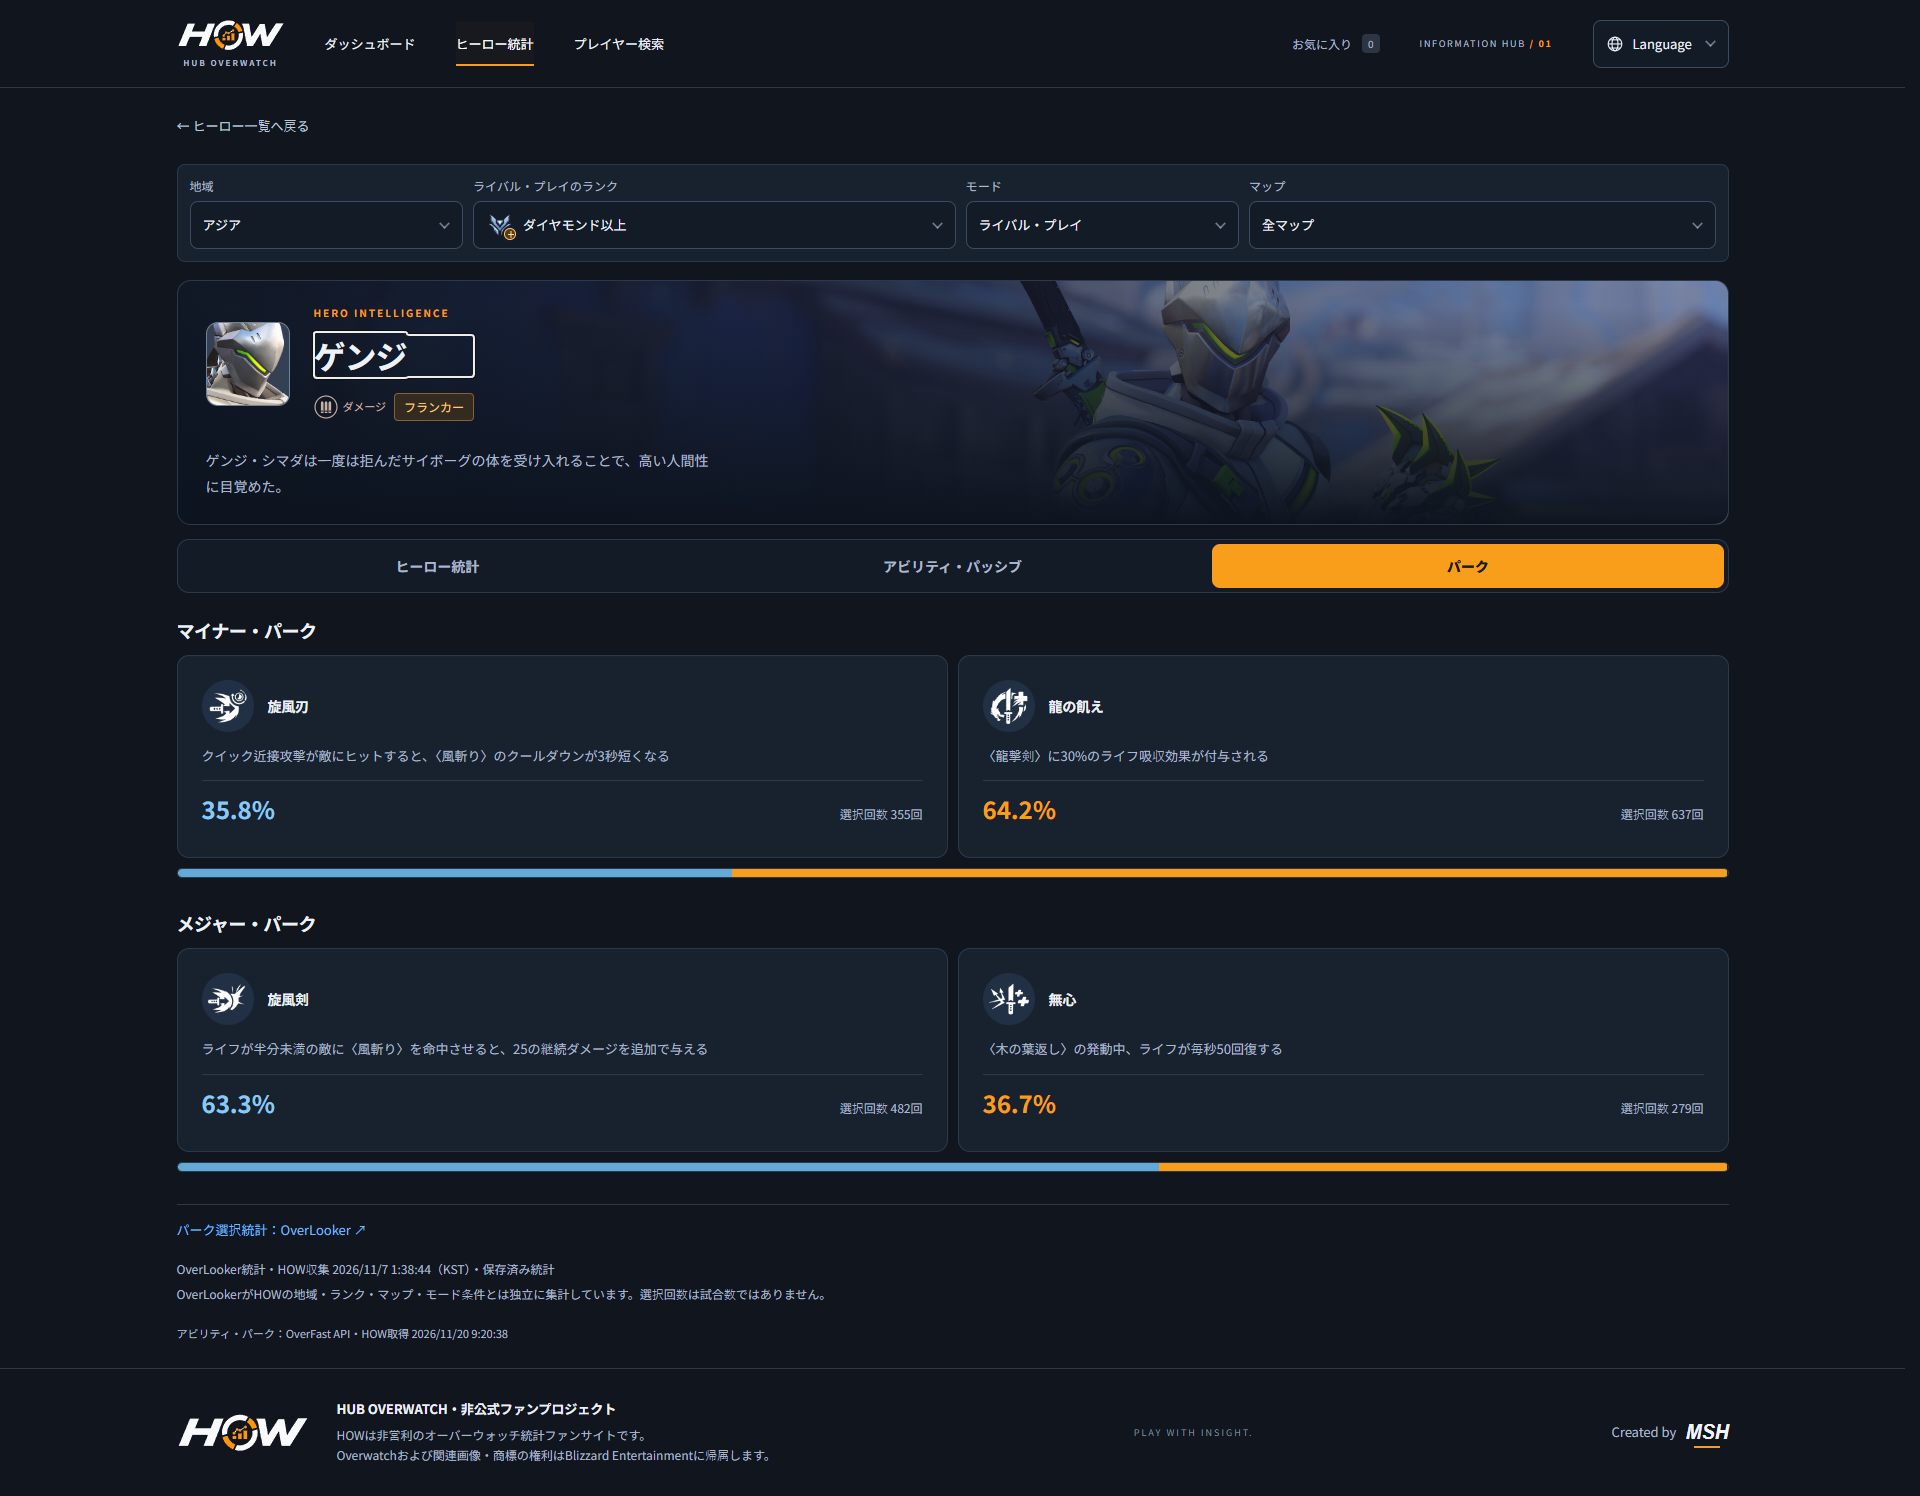 HOW
HUB OVERWATCH
ダッシュボード
ヒーロー統計
プレイヤー検索
お気に入り 0
INFORMATION HUB / 01
Language
← ヒーロー一覧へ戻る
地域
ライバル・プレイのランク
モード
マップ
アジア
ダイヤモンド以上
ライバル・プレイ
全マップ
HERO INTELLIGENCE
ゲンジ
ダメージ
フランカー
ゲンジ・シマダは一度は拒んだサイボーグの体を受け入れることで、高い人間性
に目覚めた。
ヒーロー統計
アビリティ・パッシブ
パーク
マイナー・パーク
旋風刃
クイック近接攻撃が敵にヒットすると、〈風斬り〉のクールダウンが3秒短くなる
35.8%
選択回数 355回
龍の飢え
〈龍撃剣〉に30%のライフ吸収効果が付与される
64.2%
選択回数 637回
メジャー・パーク
旋風剣
ライフが半分未満の敵に〈風斬り〉を命中させると、25の継続ダメージを追加で与える
63.3%
選択回数 482回
無心
〈木の葉返し〉の発動中、ライフが毎秒50回復する
36.7%
選択回数 279回
パーク選択統計：OverLooker ↗
OverLooker統計・HOW収集 2026/11/7 1:38:44（KST）・保存済み統計
OverLookerがHOWの地域・ランク・マップ・モード条件とは独立に集計しています。選択回数は試合数ではありません。
アビリティ・パーク：OverFast API・HOW取得 2026/11/20 9:20:38
HOW
HUB OVERWATCH・非公式ファンプロジェクト
HOWは非営利のオーバーウォッチ統計ファンサイトです。
Overwatchおよび関連画像・商標の権利はBlizzard Entertainmentに帰属します。
PLAY WITH INSIGHT.
Created by MSH